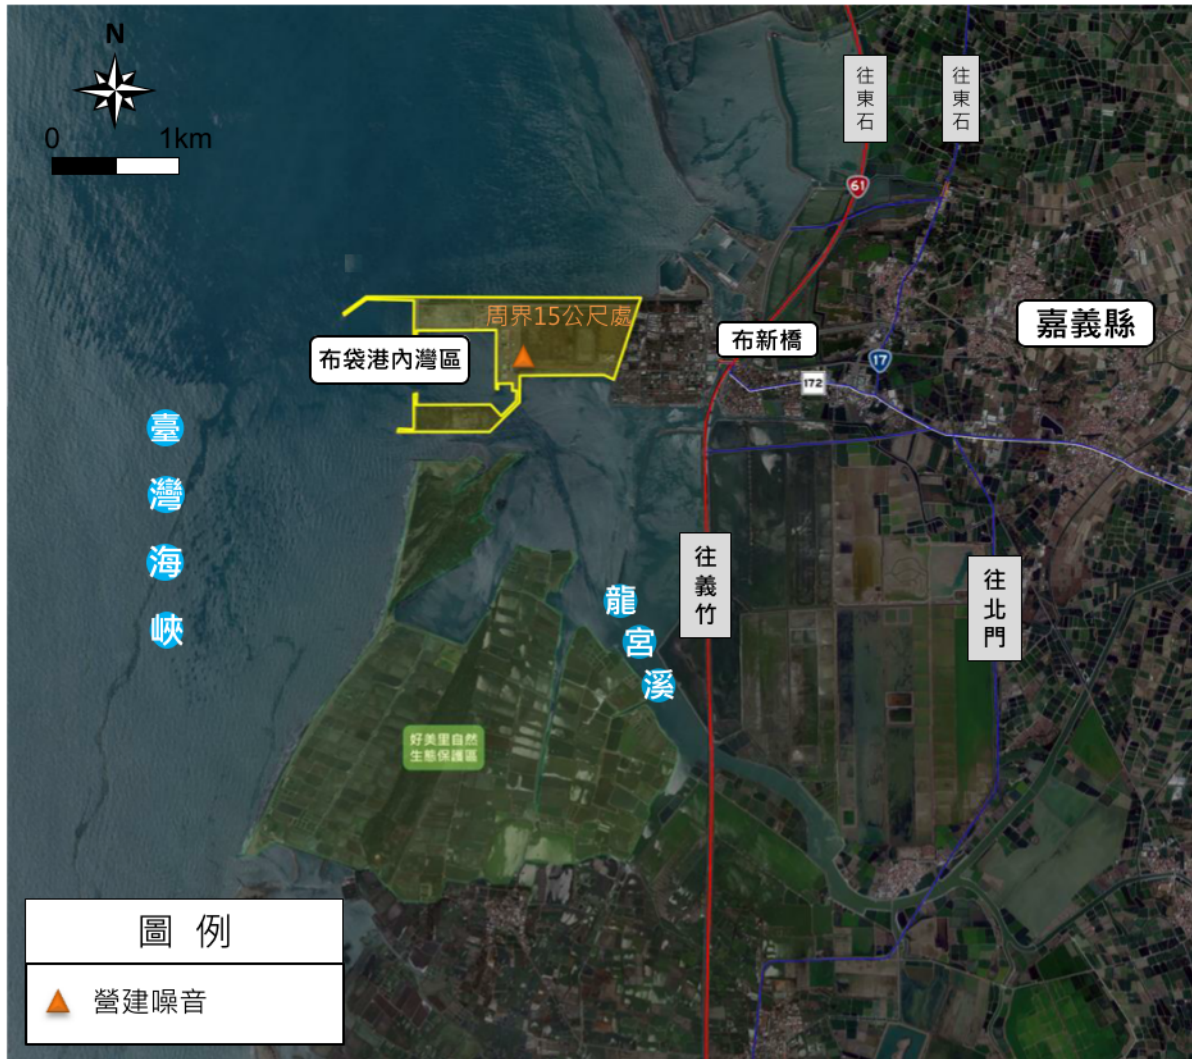 N
0 1km
往東石
往東石
61
周界15公尺處
布袋港內灣區
布新橋
嘉義縣
17
172
臺灣海峽
往義竹
往北門
龍宮溪
好美里自然
生態保護區
圖 例
營建噪音